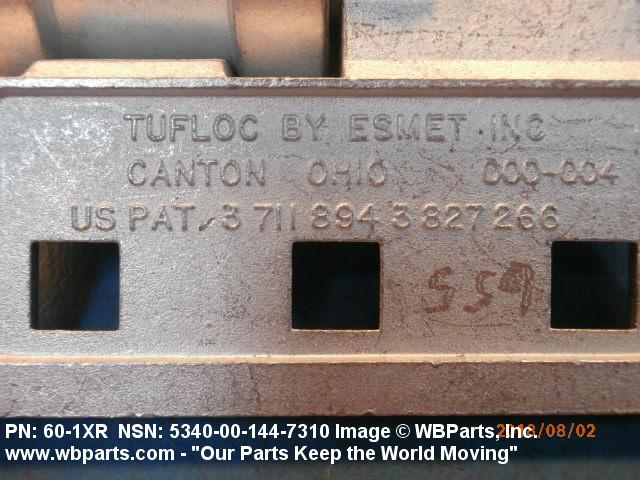 TUFLOC BY ESMET INC
CANTON OHIO 000-004
US PAT. 3 711 894 3 827 266
PN: 60-1XR NSN: 5340-00-144-7310 Image © WBParts, Inc.
2013/08/02
www.wbparts.com - "Our Parts Keep the World Moving"